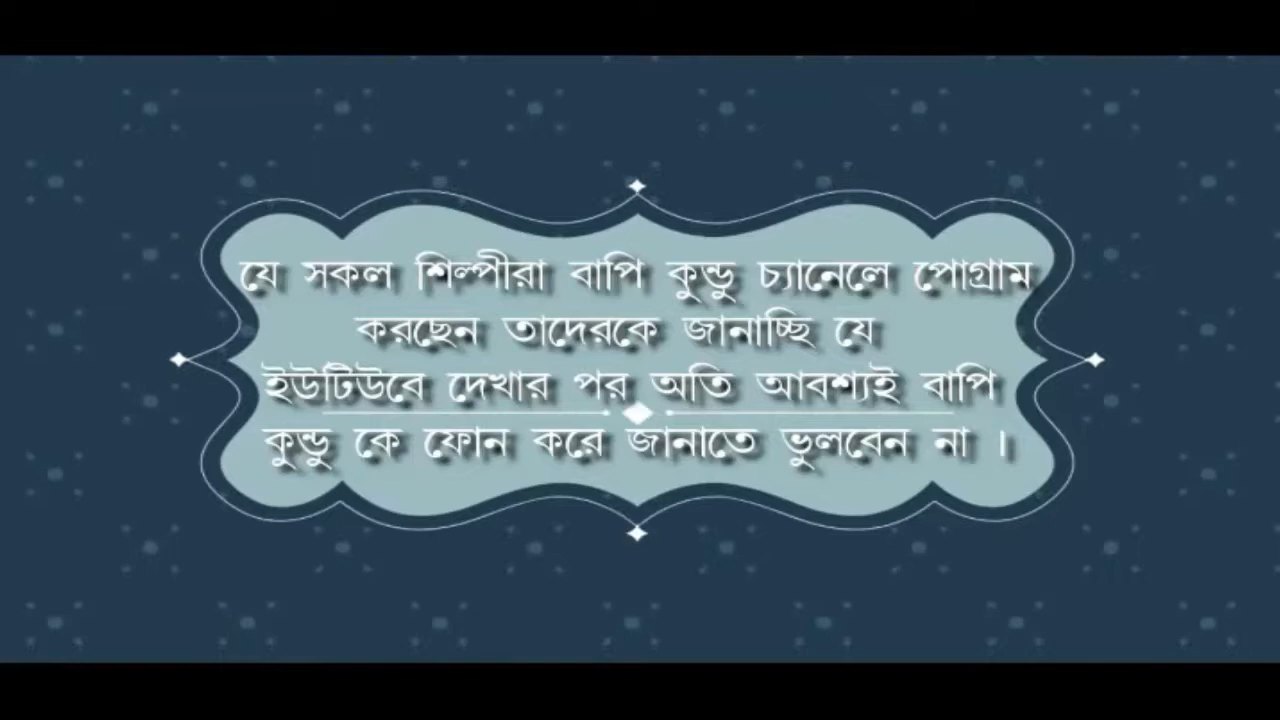 যে সকল শিল্পীরা বাপি কুন্ডু চ্যানেলে পোগ্রাম
করছেন তাদেরকে জানাচ্ছি যে
ইউটিউবে দেখার পর অতি আবশ্যই বাপি
কুন্ডু কে ফোন করে জানাতে ভুলবেন না ।